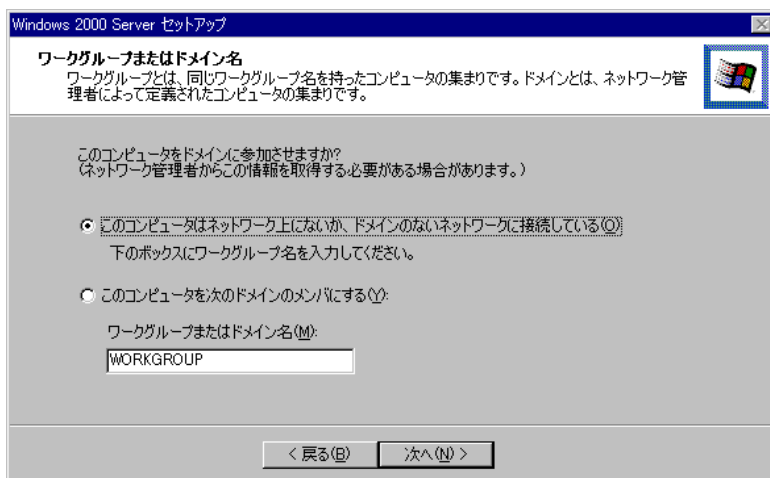 Windows 2000 Server セットアップ
ワークグループまたはドメイン名
ワークグループとは、同じワークグループ名を持ったコンピュータの集まりです。ドメインとは、ネットワーク管
理者によって定義されたコンピュータの集まりです。
このコンピュータをドメインに参加させますか?
(ネットワーク管理者からこの情報を取得する必要がある場合があります。)
このコンピュータはネットワーク上にないか、ドメインのないネットワークに接続している(O)
下のボックスにワークグループ名を入力してください。
このコンピュータを次のドメインのメンバにする(Y):
ワークグループまたはドメイン名(M):
WORKGROUP
< 戻る(B)
次へ(N) >